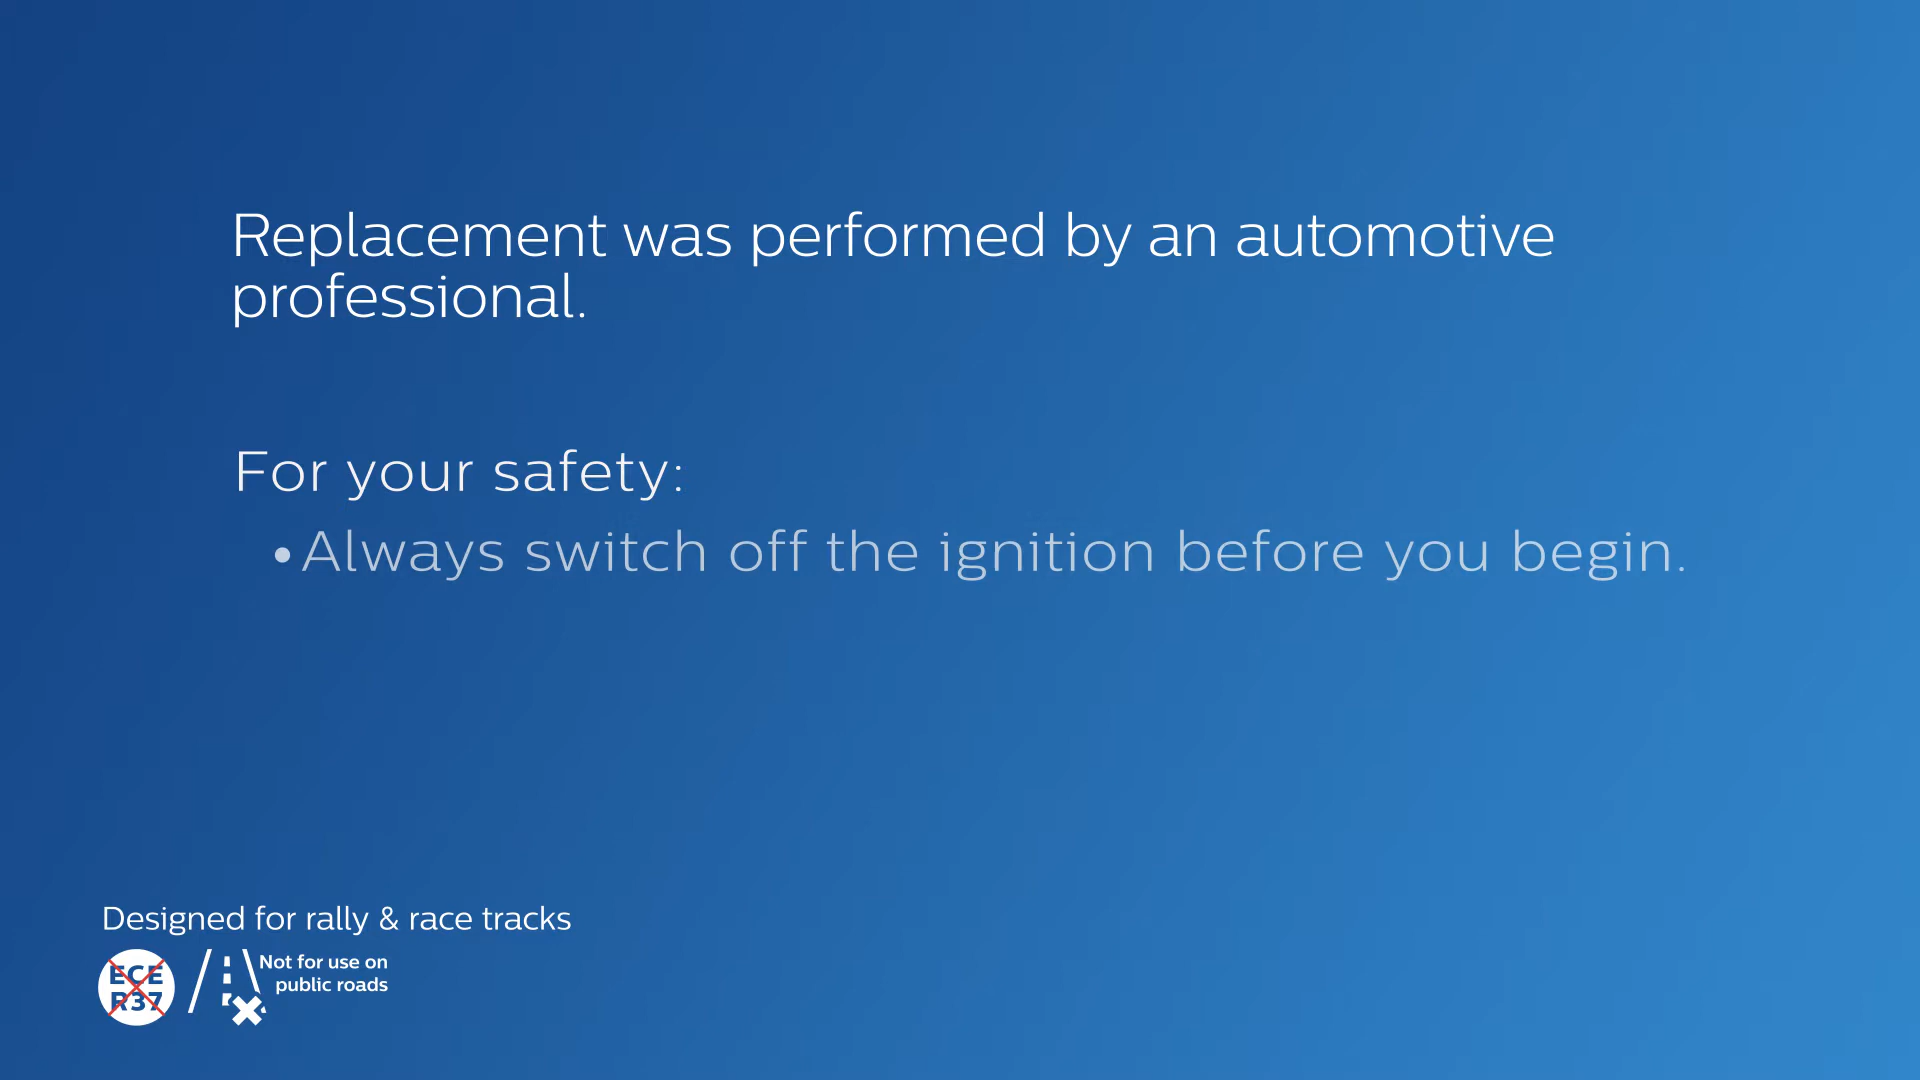 Replacement was performed by an automotive
professional.
For your safety:
•Always switch off the ignition before you begin.
Designed for rally & race tracks
ECE
R37
Not for use on
public roads